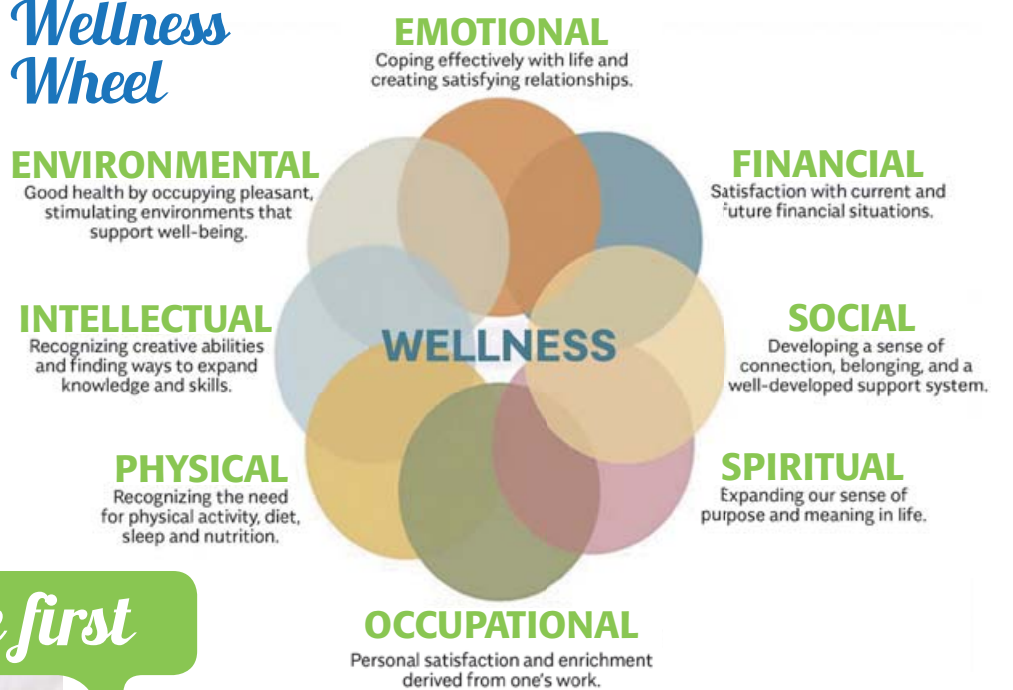 Wellness
Wheel
EMOTIONAL
Coping effectively with life and
creating satisfying relationships.
ENVIRONMENTAL
Good health by occupying pleasant,
stimulating environments that
support well-being.
FINANCIAL
Satisfaction with current and
future financial situations.
INTELLECTUAL
Recognizing creative abilities
and finding ways to expand
knowledge and skills.
WELLNESS
SOCIAL
Developing a sense of
connection, belonging, and a
well-developed support system.
PHYSICAL
Recognizing the need
for physical activity, diet,
sleep and nutrition.
SPIRITUAL
Expanding our sense of
purpose and meaning in life.
first
OCCUPATIONAL
Personal satisfaction and enrichment
derived from one's work.